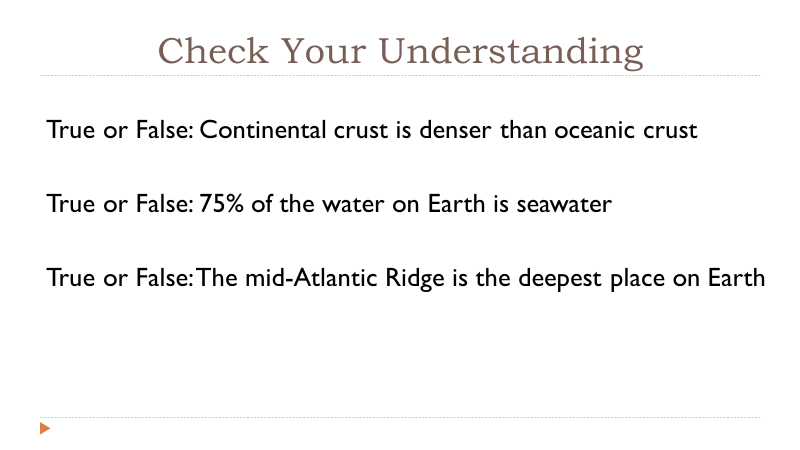 Check Your Understanding
True or False: Continental crust is denser than oceanic crust
True or False: 75% of the water on Earth is seawater
True or False: The mid-Atlantic Ridge is the deepest place on Earth